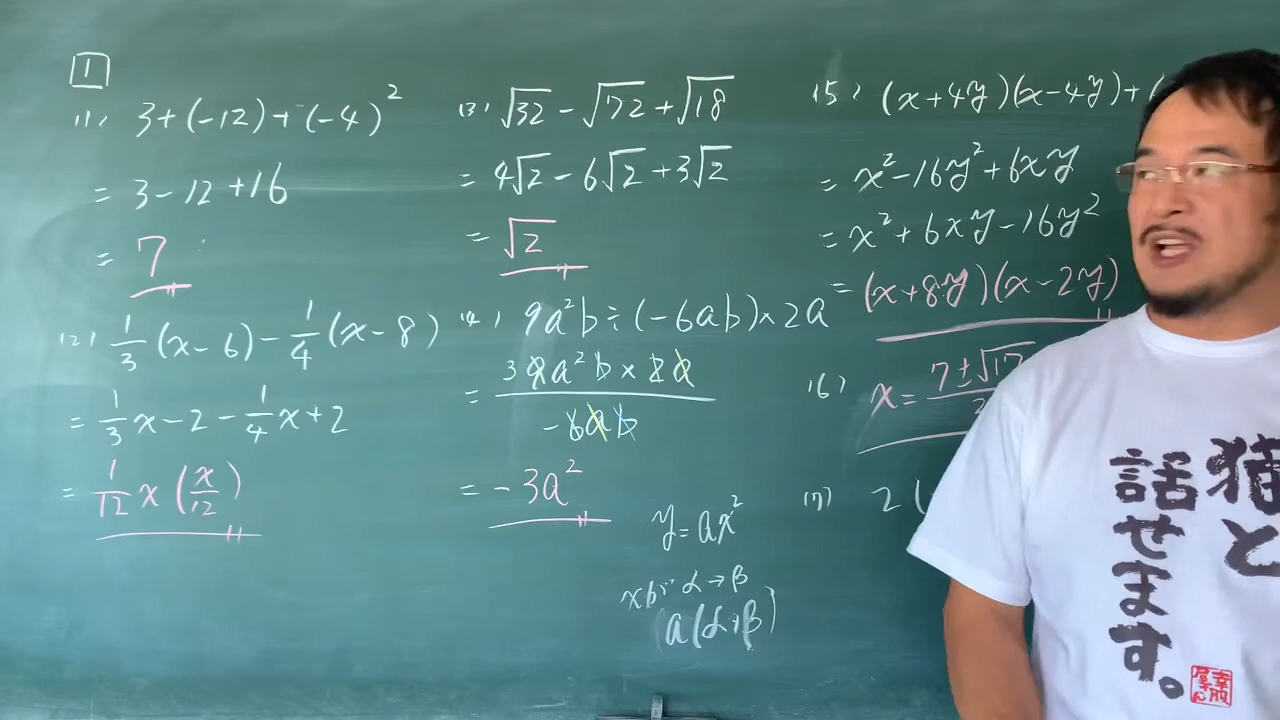 1
(1) 3+(-12)+(-4)²
= 3-12+16
= 7
(2) 1/3(x-6)-1/4(x-8)
= 1/3x-2-1/4x+2
= 1/12x(x/12)
(3) √32-√72+√18
= 4√2-6√2+3√2
= √2
(4) 9a²b÷(-6ab)×2a
= 3 9a²b×2a/-6ab
= -3a²
y=ax²
α→β
a(α+β)
(5) (x+4y)(x-4y)+(
= x²-16y²+6xy
= x²+6xy-16y²
= (x+8y)(x-2y)
(6) x=7±√17
(7) 2(
猫と
話せます。